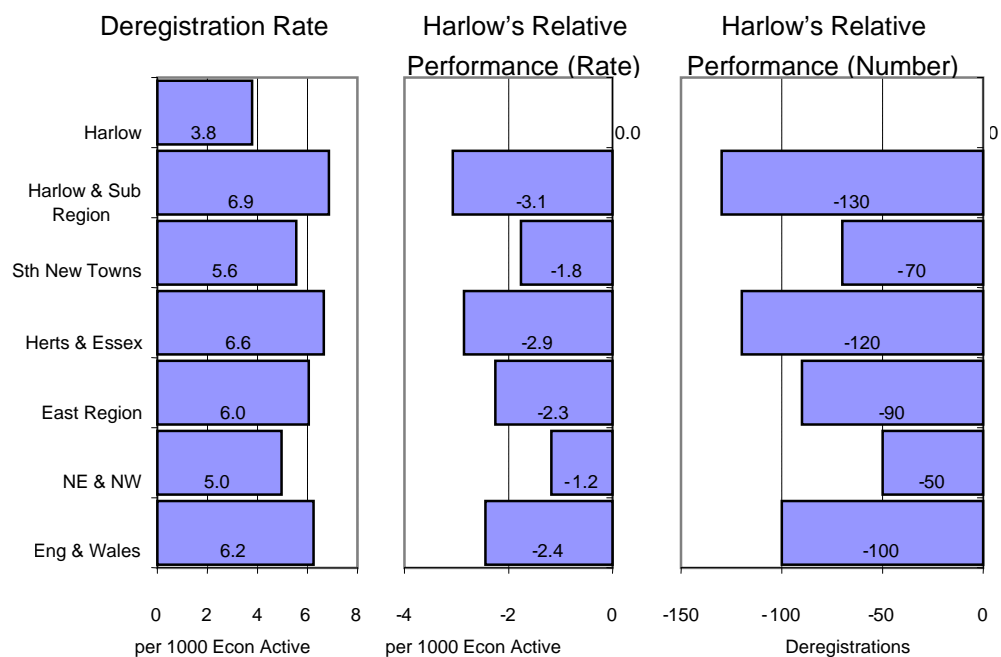 Deregistration Rate
Harlow's Relative
Performance (Rate)
Harlow's Relative
Performance (Number)
Harlow
3.8
0.0
0
Harlow & Sub
Region
6.9
-3.1
-130
Sth New Towns
5.6
-1.8
-70
Herts & Essex
6.6
-2.9
-120
East Region
6.0
-2.3
-90
NE & NW
5.0
-1.2
-50
Eng & Wales
6.2
-2.4
-100
0 2 4 6 8
-4 -2 0
-150 -100 -50 0
per 1000 Econ Active
per 1000 Econ Active
Deregistrations